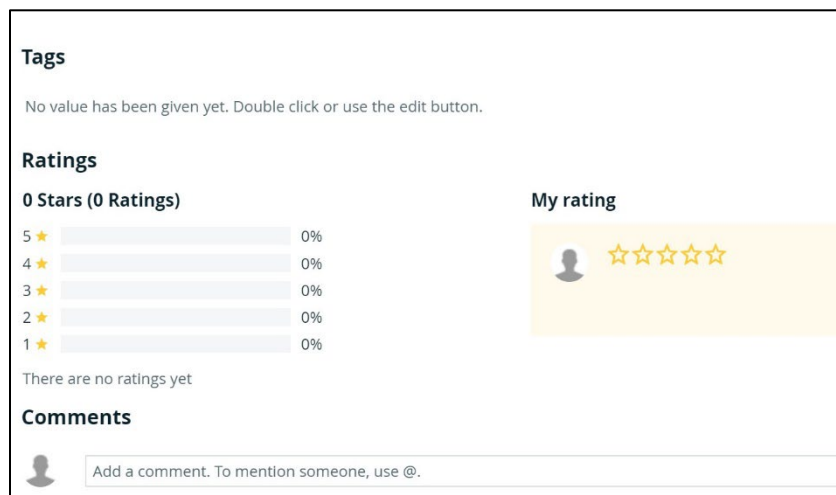 Tags
No value has been given yet. Double click or use the edit button.
Ratings
0 Stars (0 Ratings)
5 ★ 0%
4 ★ 0%
3 ★ 0%
2 ★ 0%
1 ★ 0%
There are no ratings yet
My rating
Comments
Add a comment. To mention someone, use @.